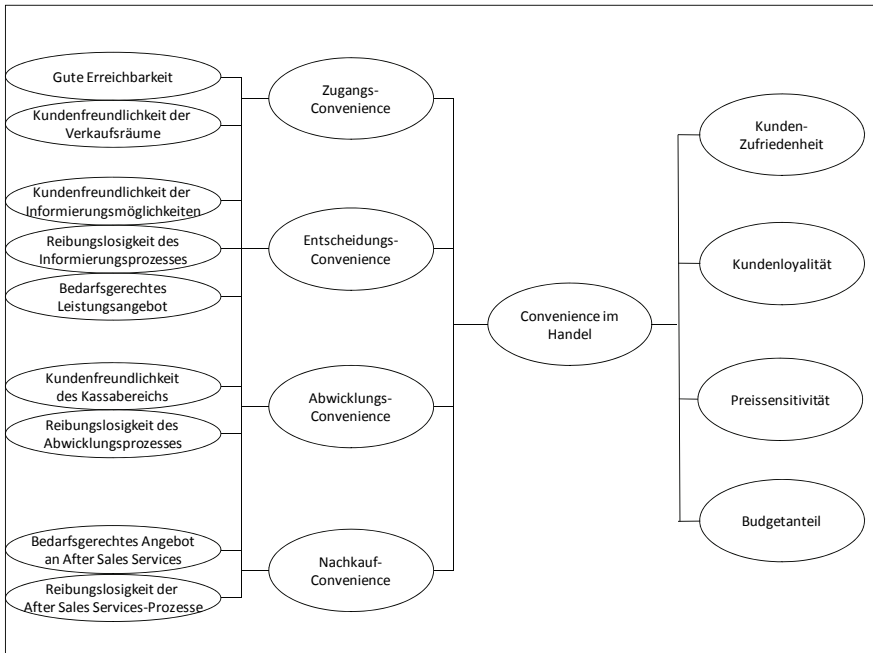 Gute Erreichbarkeit
Kundenfreundlichkeit der
Verkaufsräume
Kundenfreundlichkeit der
Informierungsmöglichkeiten
Reibungslosigkeit des
Informierungsprozesses
Bedarfsgerechtes
Leistungsangebot
Kundenfreundlichkeit
des Kassabereichs
Reibungslosigkeit des
Abwicklungsprozesses
Bedarfsgerechtes Angebot
an After Sales Services
Reibungslosigkeit der
After Sales Services-Prozesse
Zugangs-
Convenience
Entscheidungs-
Convenience
Abwicklungs-
Convenience
Nachkauf-
Convenience
Convenience im
Handel
Kunden-
Zufriedenheit
Kundenloyalität
Preissensitivität
Budgetanteil